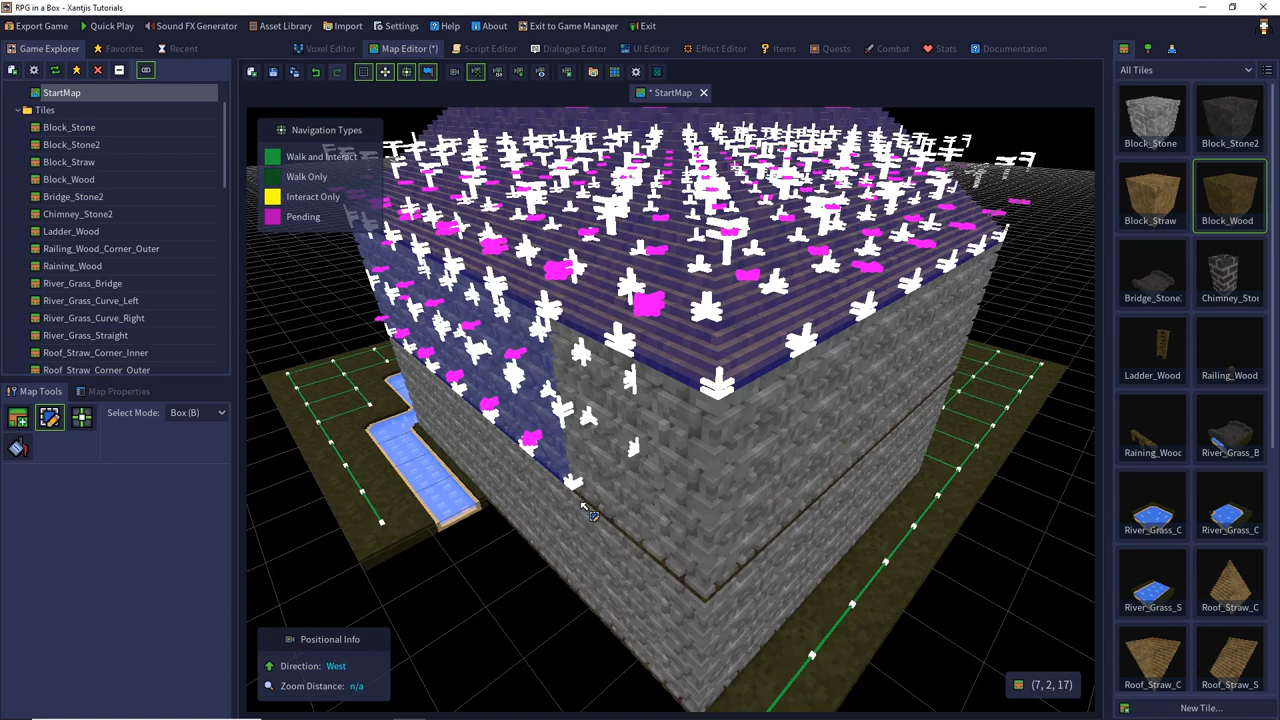 RPG in a Box - Xantjis Tutorials
Export Game Quick Play Sound FX Generator Asset Library Import Settings Help About Exit to Game Manager Exit
Game Explorer Favorites Recent Voxel Editor Map Editor (*) Script Editor Dialogue Editor UI Editor Effect Editor Items Quests Combat Stats Documentation
StartMap
Tiles
Block_Stone
Block_Stone2
Block_Straw
Block_Wood
Bridge_Stone2
Chimney_Stone2
Ladder_Wood
Railing_Wood_Corner_Outer
Raining_Wood
River_Grass_Bridge
River_Grass_Curve_Left
River_Grass_Curve_Right
River_Grass_Straight
Roof_Straw_Corner_Inner
Roof_Straw_Corner_Outer
Map Tools Map Properties
Select Mode: Box (B)
* StartMap
Navigation Types
Walk and Interact
Walk Only
Interact Only
Pending
Positional Info
Direction: West
Zoom Distance: n/a
(7, 2, 17)
All Tiles
Block_Stone Block_Stone2
Block_Straw Block_Wood
Bridge_Stone Chimney_Sto
Ladder_Wood Railing_Wood
Raining_Wood River_Grass_B
River_Grass_C River_Grass_C
River_Grass_S Roof_Straw_C
Roof_Straw_C Roof_Straw_S
New Tile...